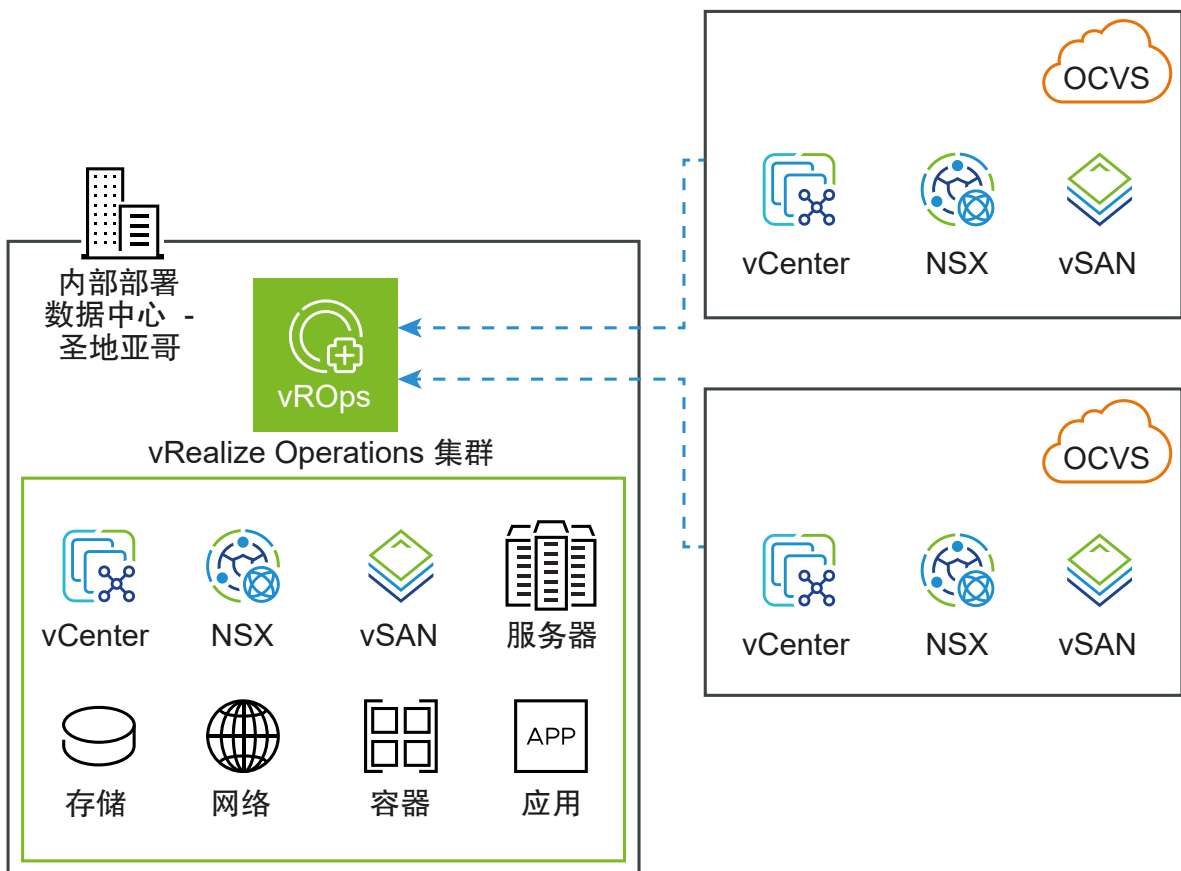 OCVS
vCenter
NSX
vSAN
内部部署
数据中心 -
圣地亚哥
vROps
vRealize Operations 集群
vCenter
NSX
vSAN
服务器
存储
网络
容器
APP
应用
OCVS
vCenter
NSX
vSAN